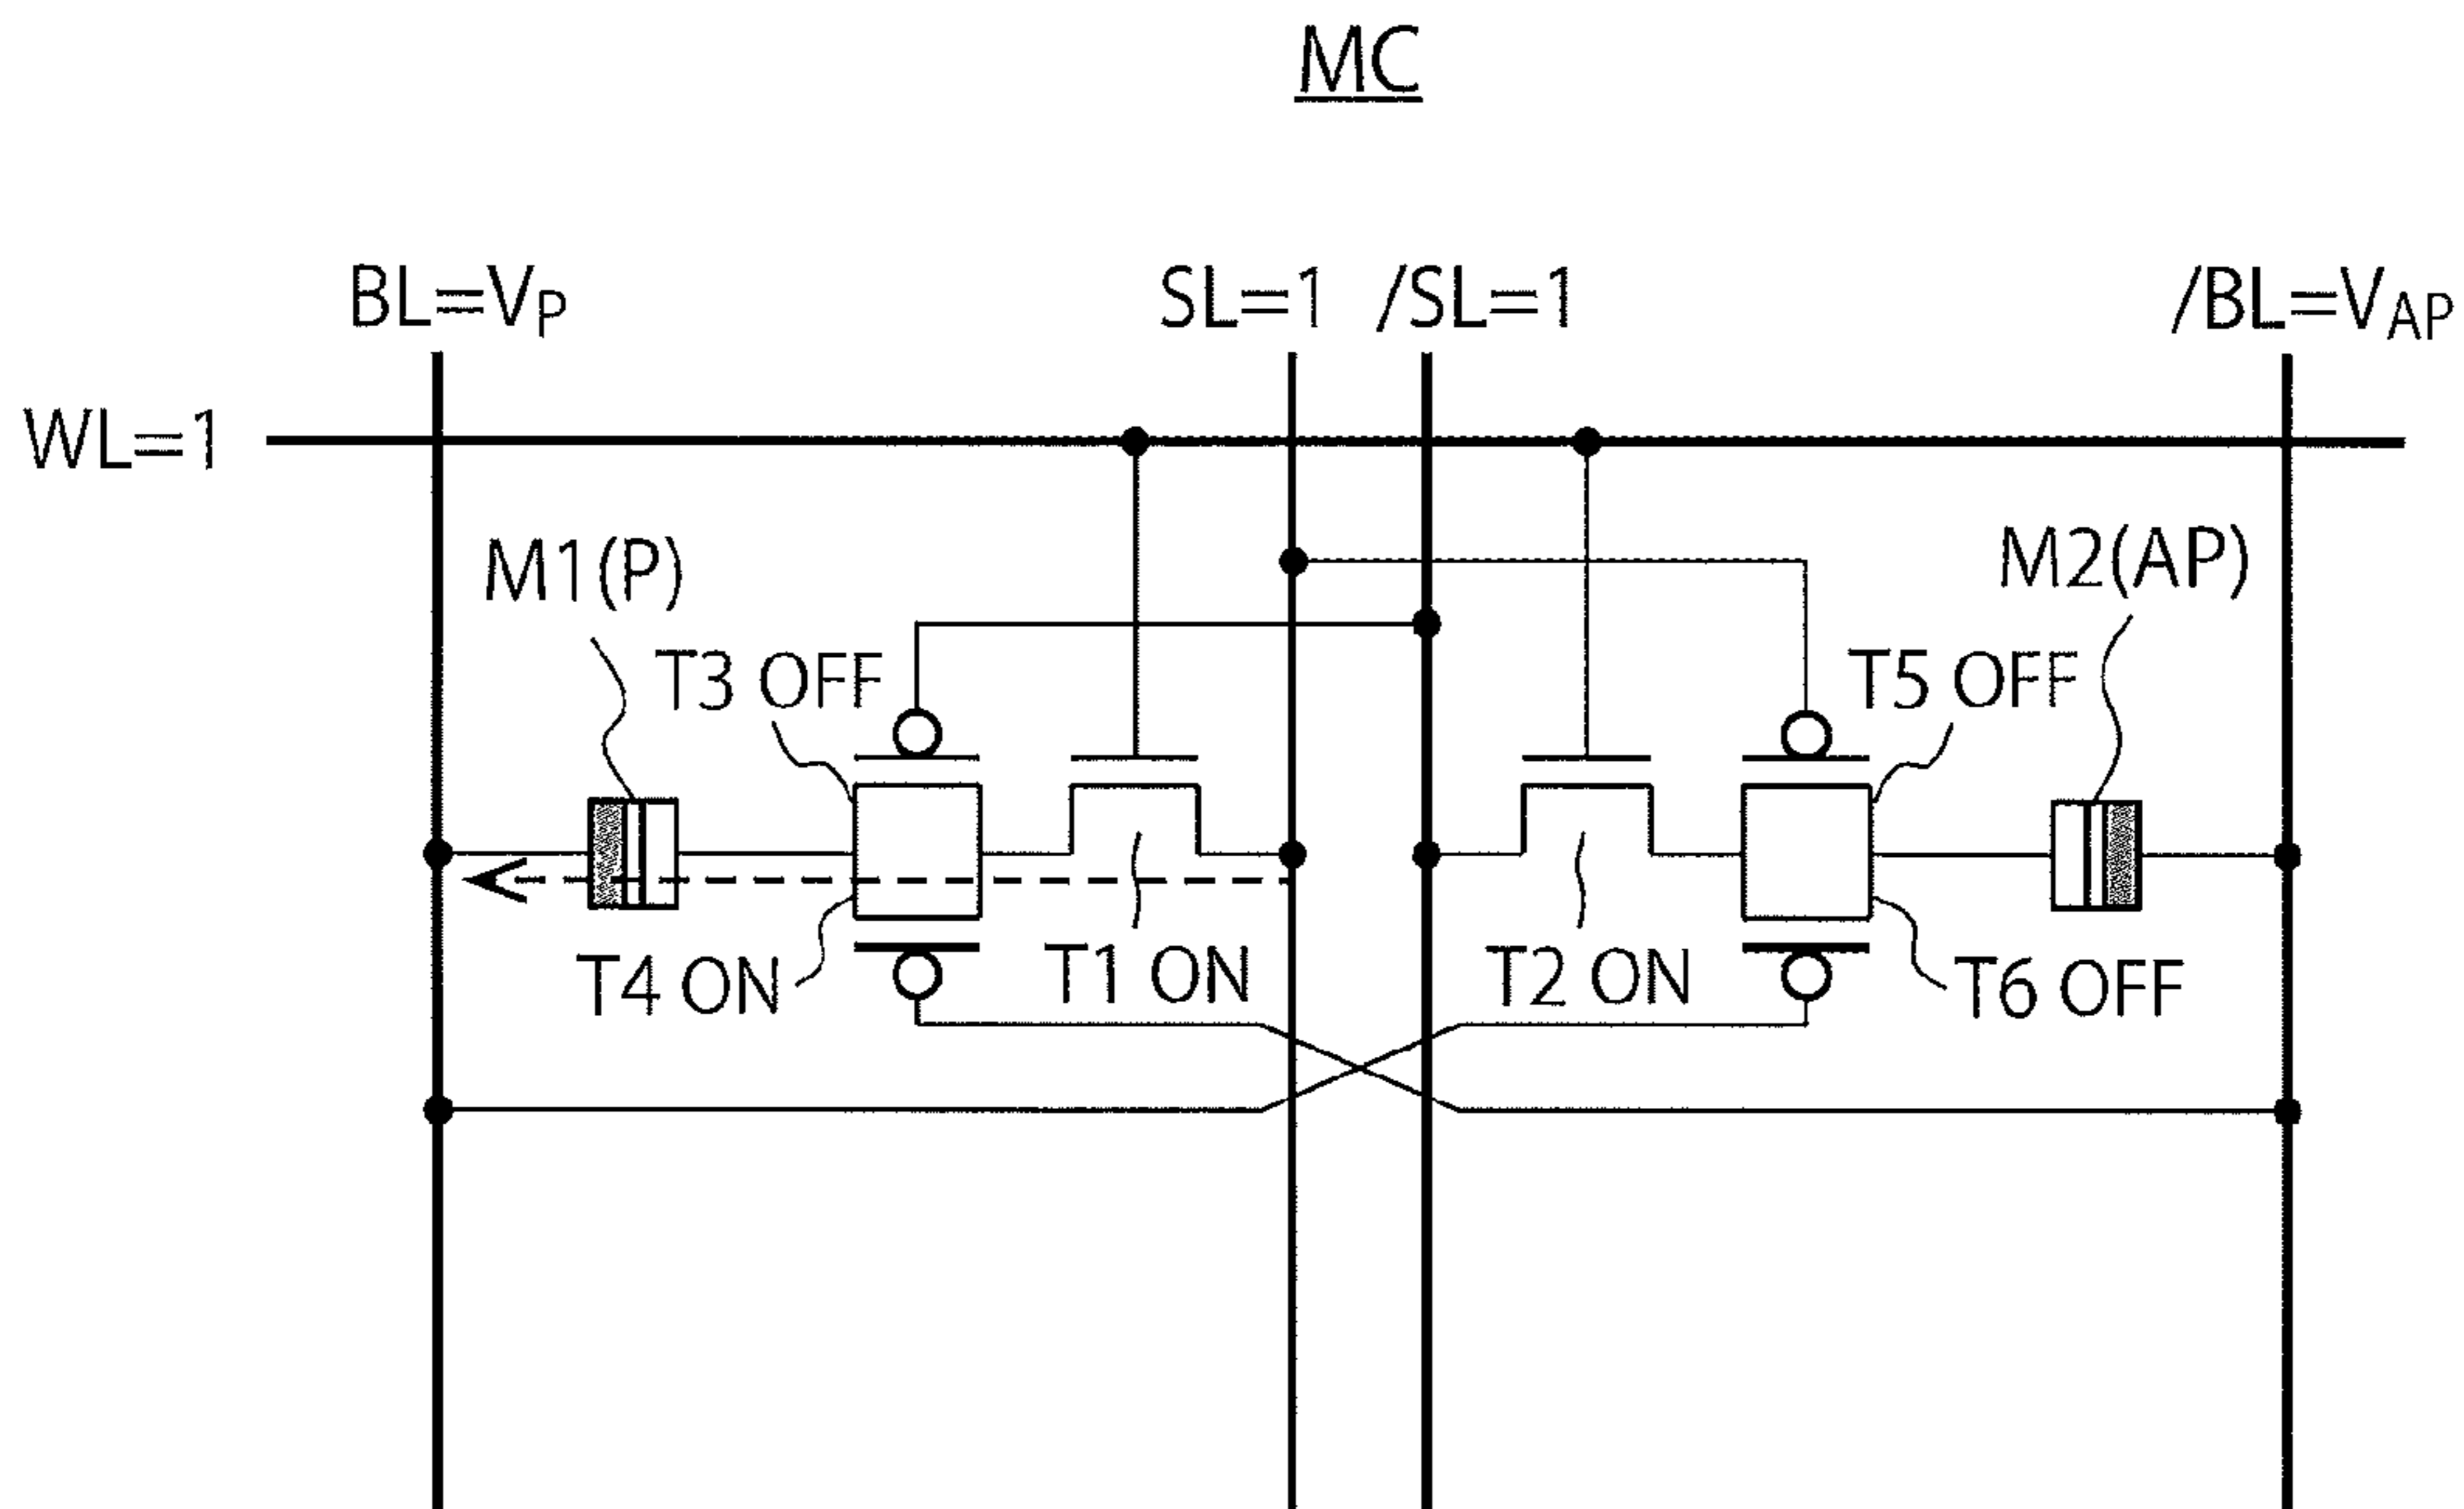 MC
BL=VP
SL=1
/SL=1
/BL=VAP
WL=1
M1(P)
M2(AP)
T3 OFF
T5 OFF
T4 ON
T1 ON
T2 ON
T6 OFF